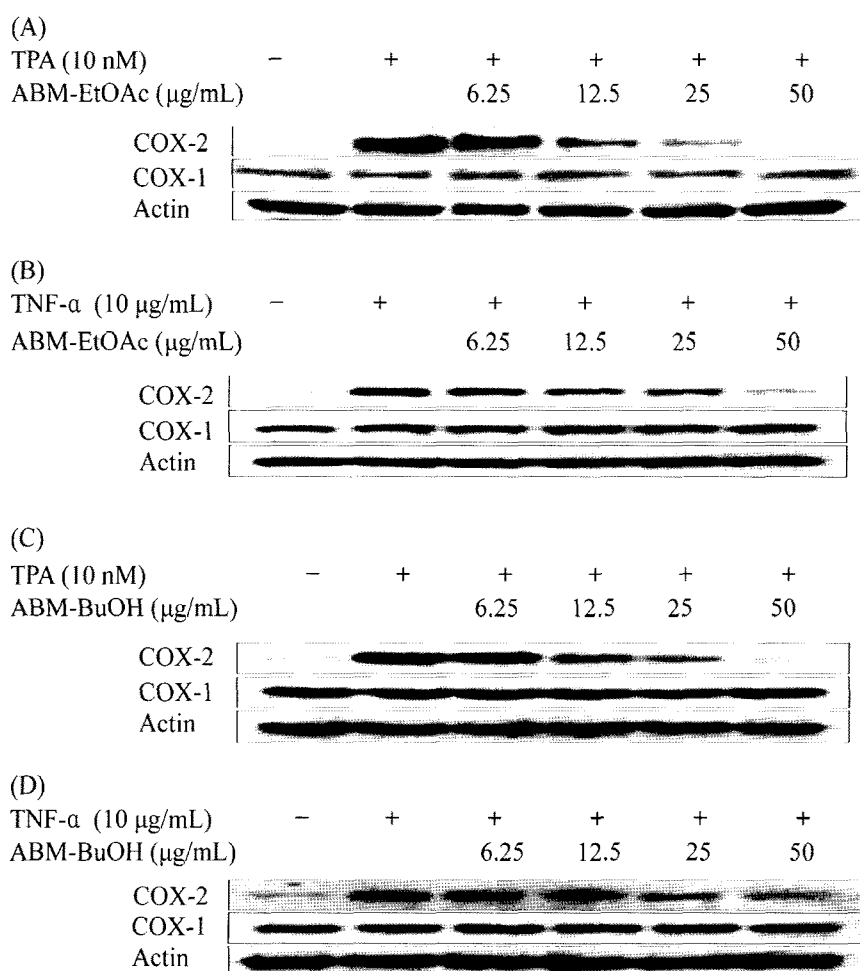 (A)
TPA (10 nM) − + + + + +
ABM-EtOAc (μg/mL) 6.25 12.5 25 50
COX-2
COX-1
Actin
(B)
TNF-α (10 μg/mL) − + + + + +
ABM-EtOAc (μg/mL) 6.25 12.5 25 50
COX-2
COX-1
Actin
(C)
TPA (10 nM) − + + + + +
ABM-BuOH (μg/mL) 6.25 12.5 25 50
COX-2
COX-1
Actin
(D)
TNF-α (10 μg/mL) − + + + + +
ABM-BuOH (μg/mL) 6.25 12.5 25 50
COX-2
COX-1
Actin